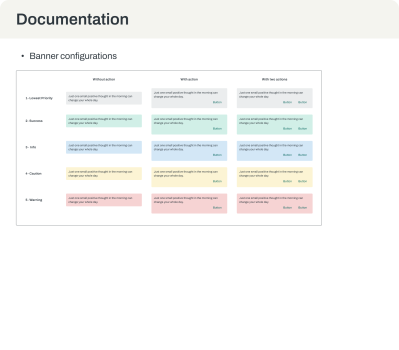 Documentation
• Banner configurations
Without action
With action
With two actions
1- Lowest Priority
Just one small positive thought in the morning can
change your whole day.
Just one small positive thought in the morning can
change your whole day.
Button
Just one small positive thought in the morning can
change your whole day.
Button Button
2- Success
Just one small positive thought in the morning can
change your whole day.
Just one small positive thought in the morning can
change your whole day.
Button
Just one small positive thought in the morning can
change your whole day.
Button Button
3 - Info
Just one small positive thought in the morning can
change your whole day.
Just one small positive thought in the morning can
change your whole day.
Button
Just one small positive thought in the morning can
change your whole day.
Button Button
4- Caution
Just one small positive thought in the morning can
change your whole day.
Just one small positive thought in the morning can
change your whole day.
Button
Just one small positive thought in the morning can
change your whole day.
Button Button
5 - Warning
Just one small positive thought in the morning can
change your whole day.
Just one small positive thought in the morning can
change your whole day.
Button
Just one small positive thought in the morning can
change your whole day.
Button Button